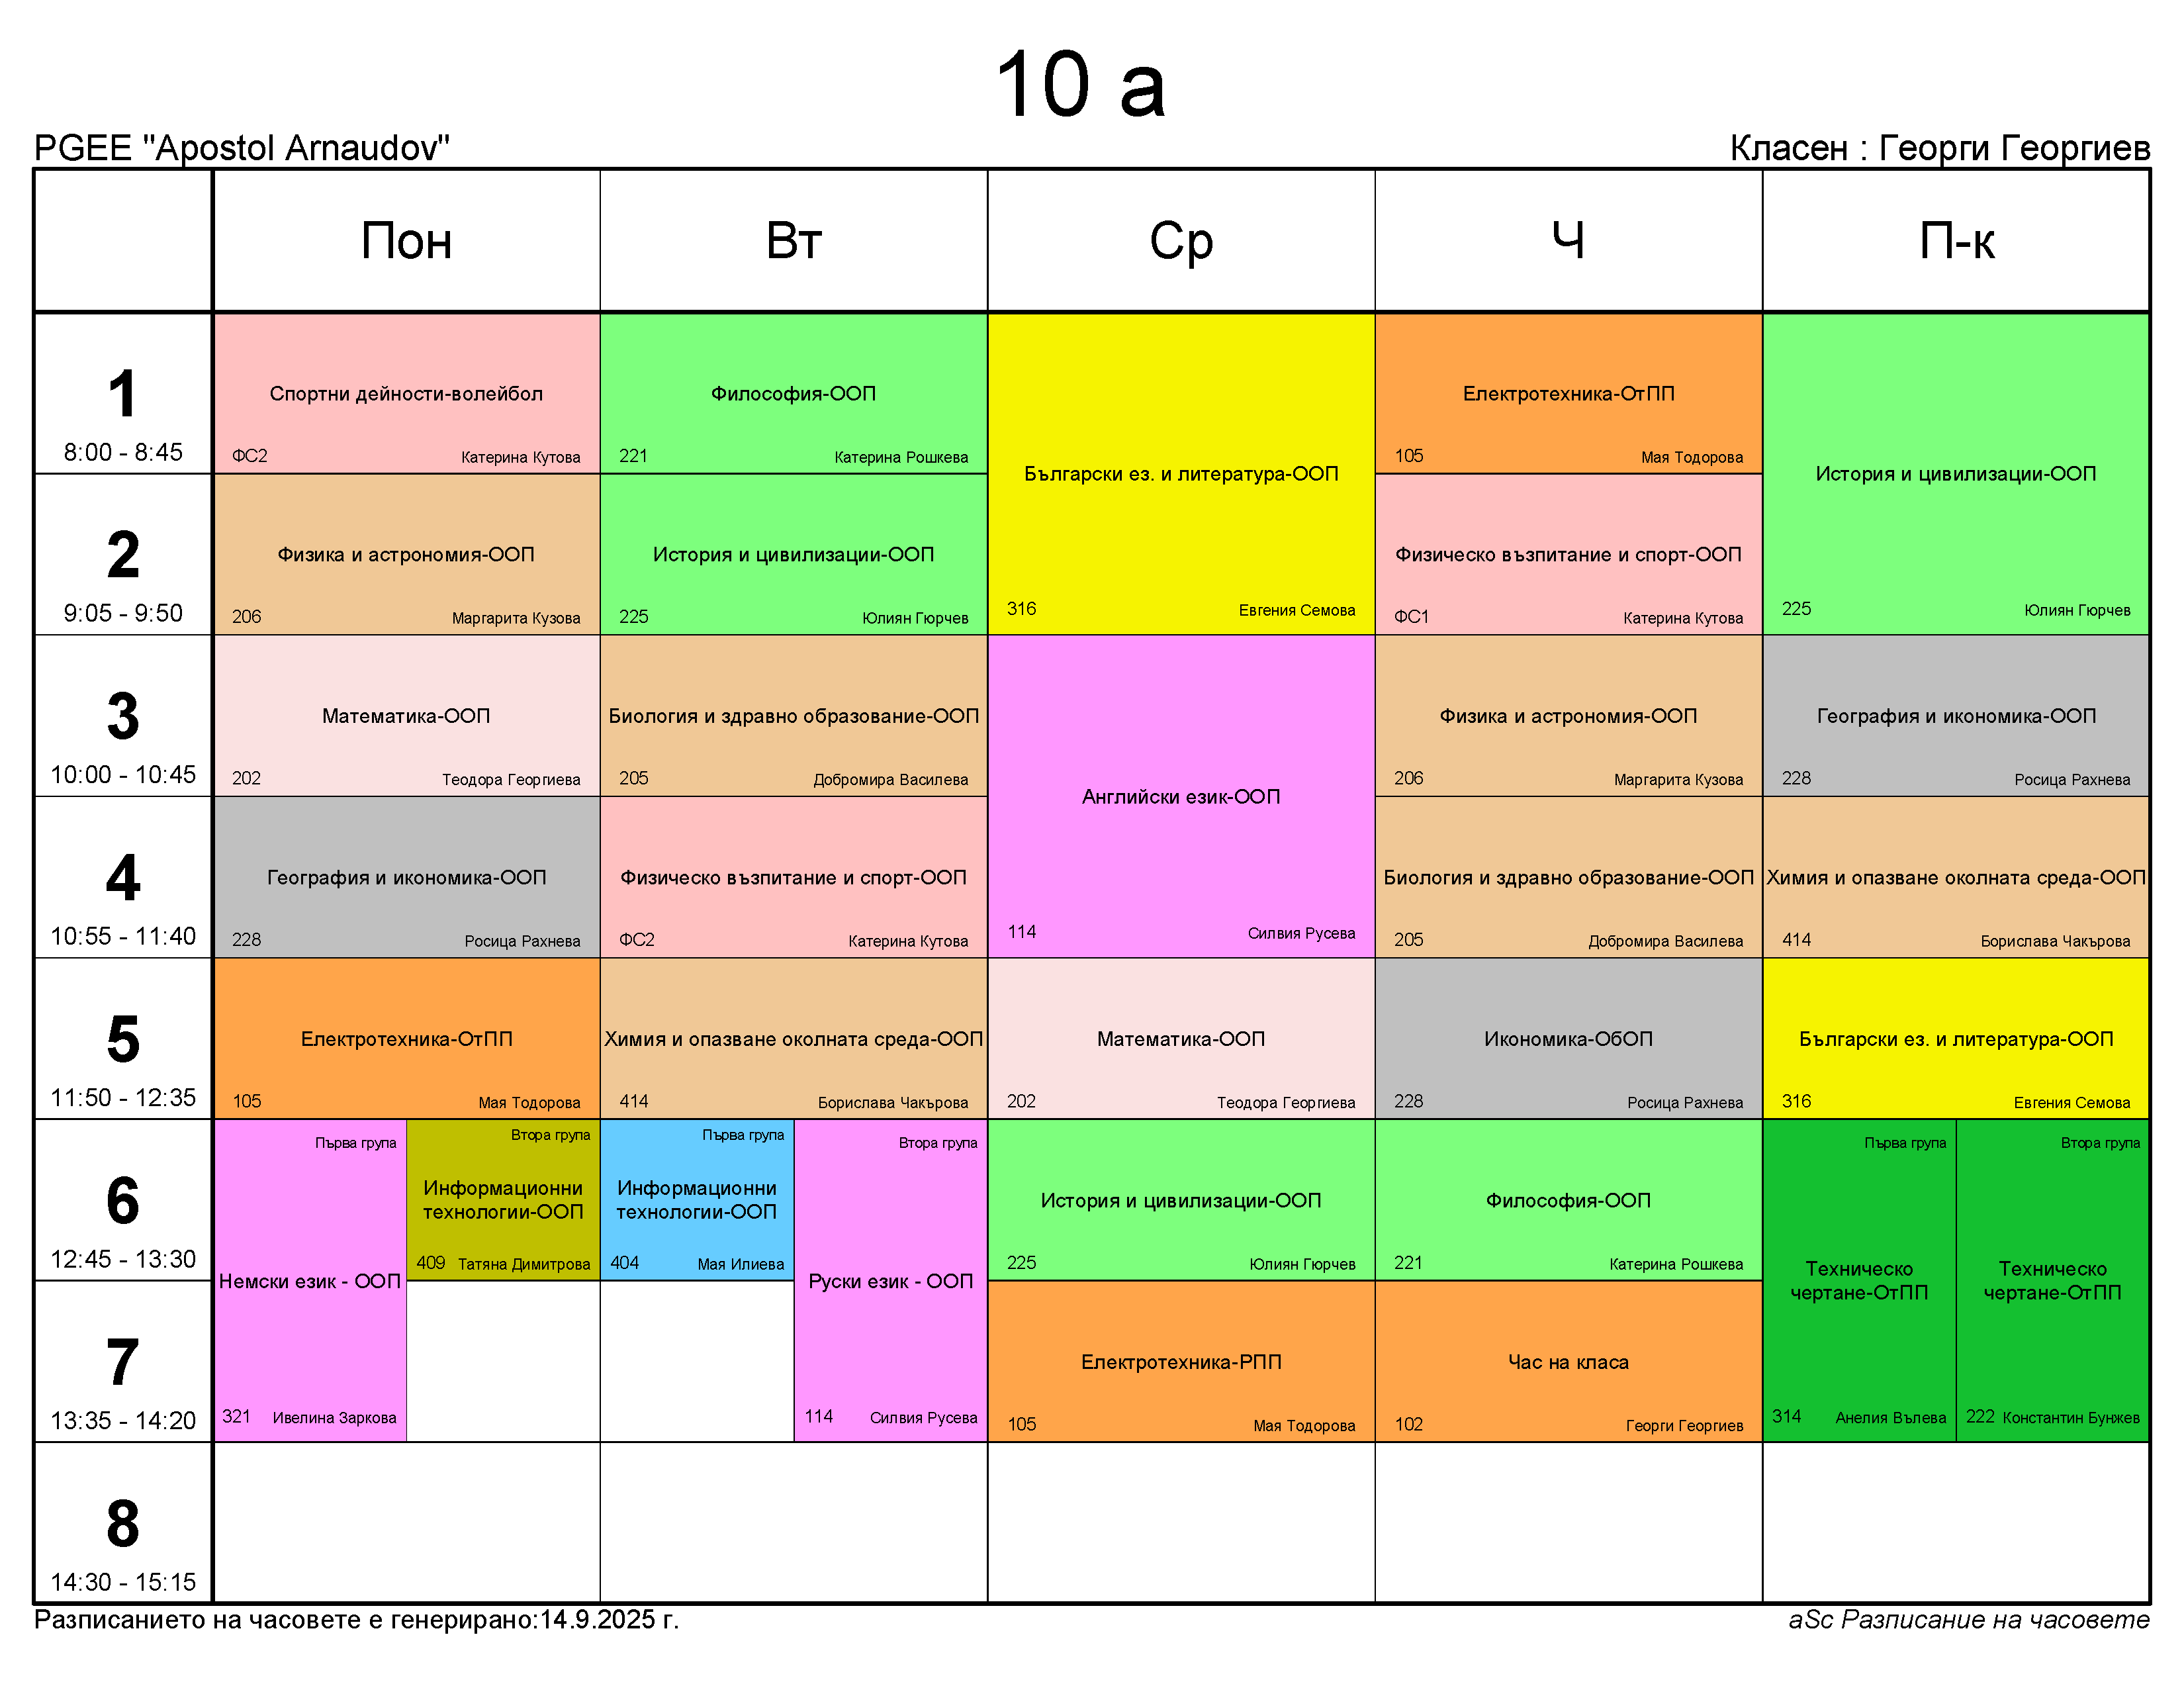 10 а
PGEE "Apostol Arnaudov"
Класен : Георги Георгиев
Пон
Вт
Ср
Ч
П-к
1
8:00 - 8:45
Спортни дейности-волейбол
ФС2 Катерина Кутова
Философия-ООП
221 Катерина Рошкева
Български ез. и литература-ООП
316 Евгения Семова
Електротехника-ОтПП
105 Мая Тодорова
История и цивилизации-ООП
225 Юлиян Гюрчев
2
9:05 - 9:50
Физика и астрономия-ООП
206 Маргарита Кузова
История и цивилизации-ООП
225 Юлиян Гюрчев
Физическо възпитание и спорт-ООП
ФС1 Катерина Кутова
3
10:00 - 10:45
Математика-ООП
202 Теодора Георгиева
Биология и здравно образование-ООП
205 Добромира Василева
Английски език-ООП
114 Силвия Русева
Физика и астрономия-ООП
206 Маргарита Кузова
География и икономика-ООП
228 Росица Рахнева
4
10:55 - 11:40
География и икономика-ООП
228 Росица Рахнева
Физическо възпитание и спорт-ООП
ФС2 Катерина Кутова
Биология и здравно образование-ООП
205 Добромира Василева
Химия и опазване околната среда-ООП
414 Борислава Чакърова
5
11:50 - 12:35
Електротехника-ОтПП
105 Мая Тодорова
Химия и опазване околната среда-ООП
414 Борислава Чакърова
Математика-ООП
202 Теодора Георгиева
Икономика-ОбОП
228 Росица Рахнева
Български ез. и литература-ООП
316 Евгения Семова
6
12:45 - 13:30
Първа група
Немски език - ООП
321 Ивелина Заркова
Втора група
Информационни
технологии-ООП
409 Татяна Димитрова
Първа група
Информационни
технологии-ООП
404 Мая Илиева
Втора група
Руски език - ООП
114 Силвия Русева
История и цивилизации-ООП
225 Юлиян Гюрчев
Философия-ООП
221 Катерина Рошкева
Първа група
Техническо
чертане-ОтПП
314 Анелия Вълева
Втора група
Техническо
чертане-ОтПП
222 Константин Бунжев
7
13:35 - 14:20
Електротехника-РПП
105 Мая Тодорова
Час на класа
102 Георги Георгиев
8
14:30 - 15:15
Разписанието на часовете е генерирано:14.9.2025 г.
aSc Разписание на часовете